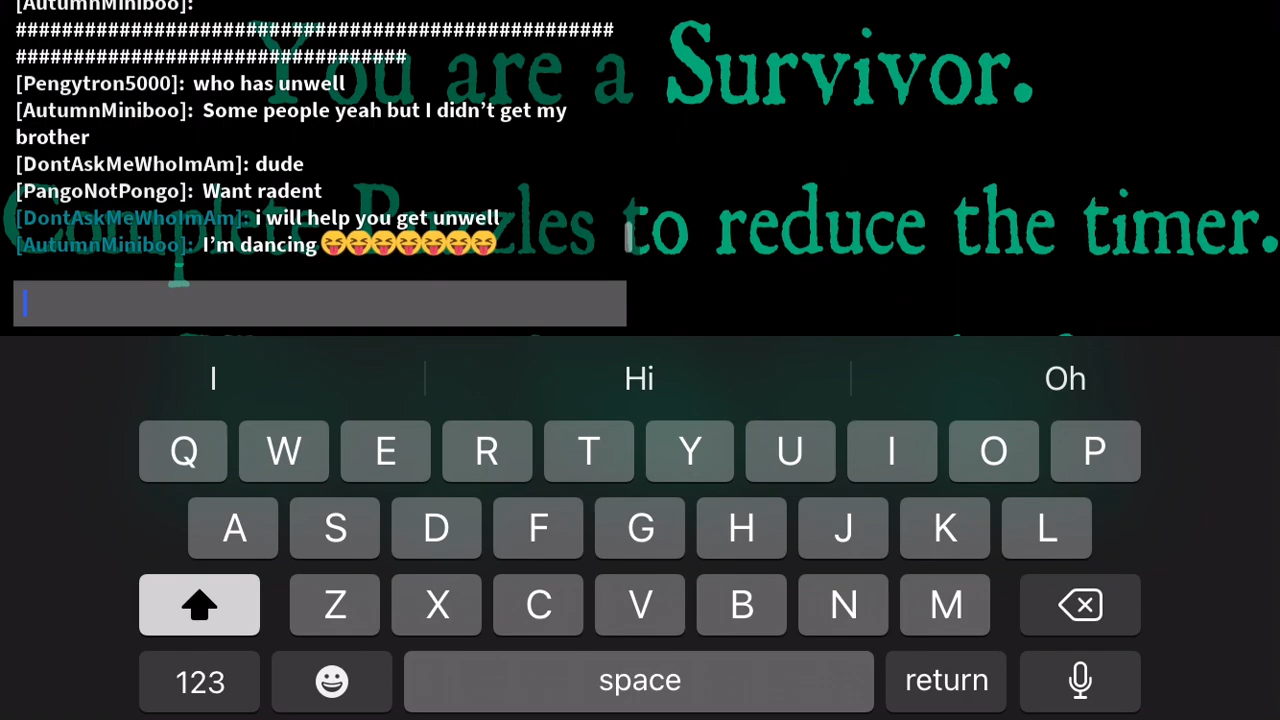 [AutumnMiniboo]:
##################################################
################################
[Pengytron5000]: who has unwell
[AutumnMiniboo]: Some people yeah but I didn’t get my
brother
[DontAskMeWhoImAm]: dude
[PangoNotPongo]: Want radent
[DontAskMeWhoImAm]: i will help you get unwell
[AutumnMiniboo]: I’m dancing 😝😝😝😝😝😝😝
You are a Survivor.
Complete Puzzles to reduce the timer.
I Hi Oh
Q W E R T Y U I O P
A S D F G H J K L
Z X C V B N M
123 space return